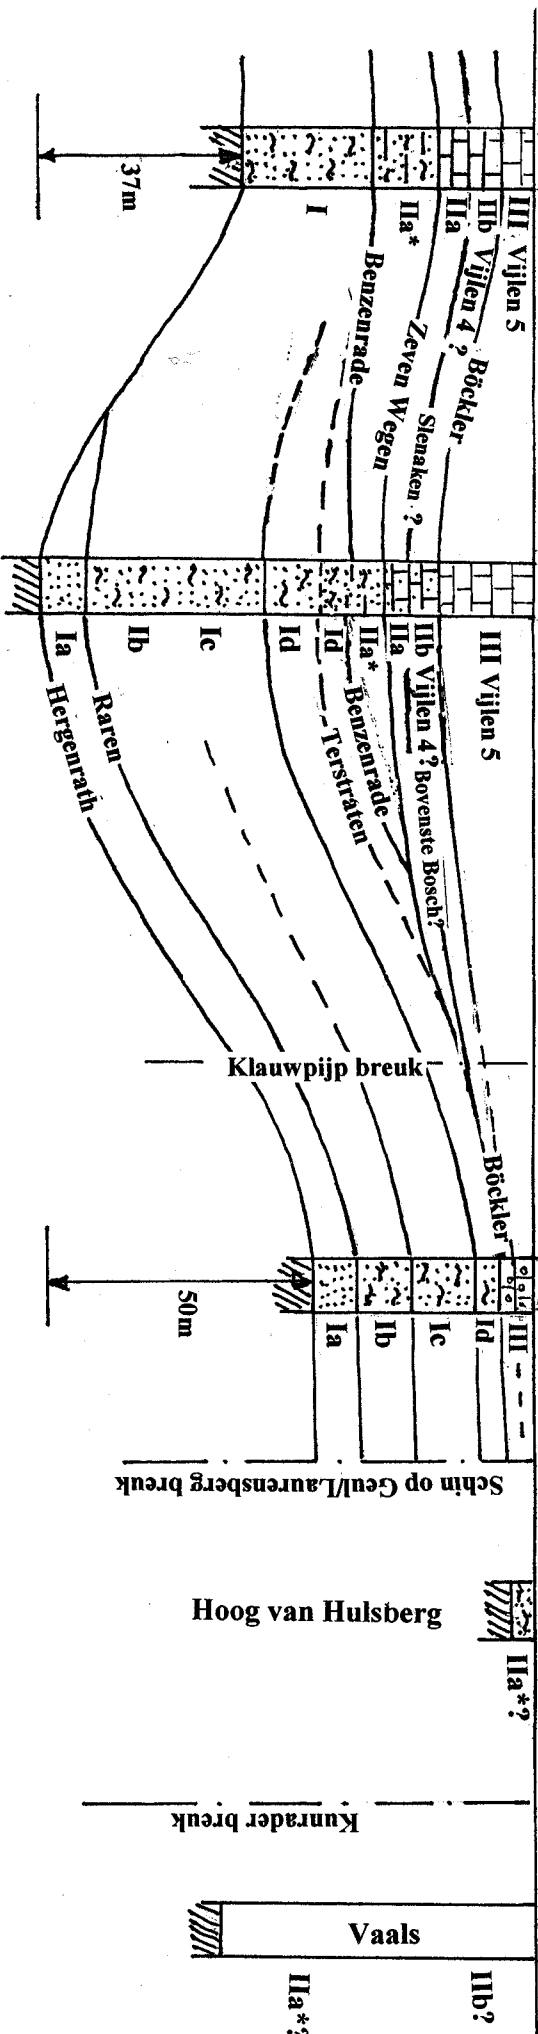 37m
I
IIa*
IIa
IIb Vijlen 4 ?
III Vijlen 5
Benzenrade
Zeven Wegen
Slenaken ?
Böckler
Ia
Ib
Ic
Id
Id
IIa*
IIa
IIb Vijlen 4?
III Vijlen 5
Hergenrath
Raren
Terstraten
Benzenrade
Bovenste Bosch?
Klauwpijp breuk
Böckler
50m
Ia
Ib
Ic
Id
III
Schin op Geul/Laurensberg breuk
Hoog van Hulsberg
IIa*?
Kunrader breuk
Vaals
IIa*?
IIb?